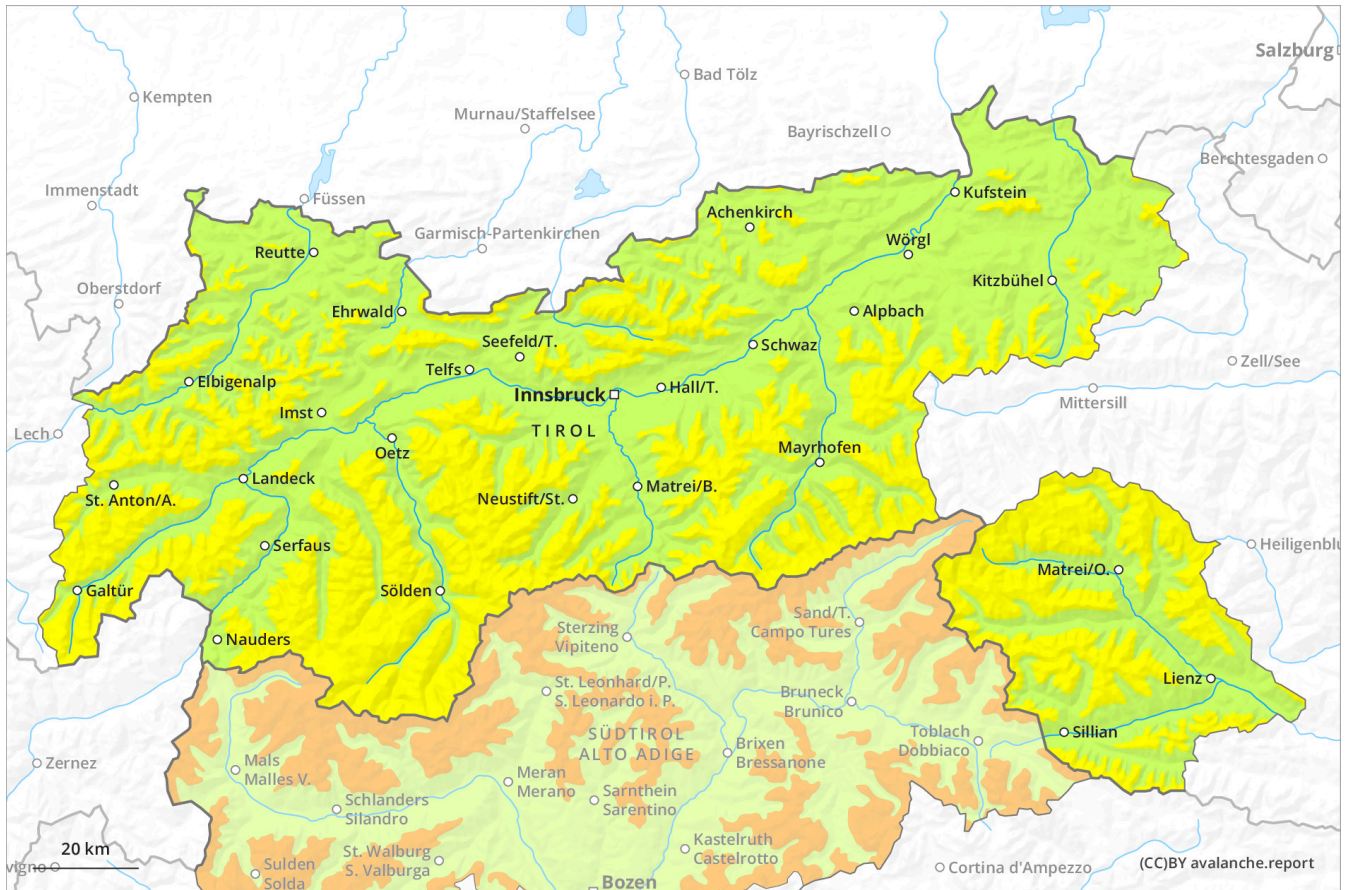 Salzburg
Bad Tölz
Kempten
Murnau/Staffelsee
Bayrischzell
Berchtesgaden
Immenstadt
Füssen
Kufstein
Achenkirch
Garmisch-Partenkirchen
Reutte
Wörgl
Oberstdorf
Kitzbühel
Ehrwald
Alpbach
Seefeld/T.
Schwaz
Zell/See
Telfs
Elbigenalp
Hall/T.
Innsbruck
Mittersill
Imst
Lech
TIROL
Mayrhofen
Oetz
Landeck
Matrei/B.
St. Anton/A.
Neustift/St.
Serfaus
Heiligenblu
Matrei/O.
Galtür
Sölden
Sand/T.
Campo Tures
Sterzing
Vipiteno
Nauders
Lienz
St. Leonhard/P.
S. Leonardo i. P.
Bruneck
Brunico
Sillian
SÜDTIROL
ALTO ADIGE
Toblach
Dobbiaco
Brixen
Bressanone
Zernez
Mals
Malles V.
Meran
Merano
Sarnthein
Sarentino
Schlanders
Silandro
Kastelruth
Castelrotto
20 km
St. Walburg
S. Valburga
vigno
Sulden
Solda
Cortina d'Ampezzo
(CC)BY avalanche.report
Bozen